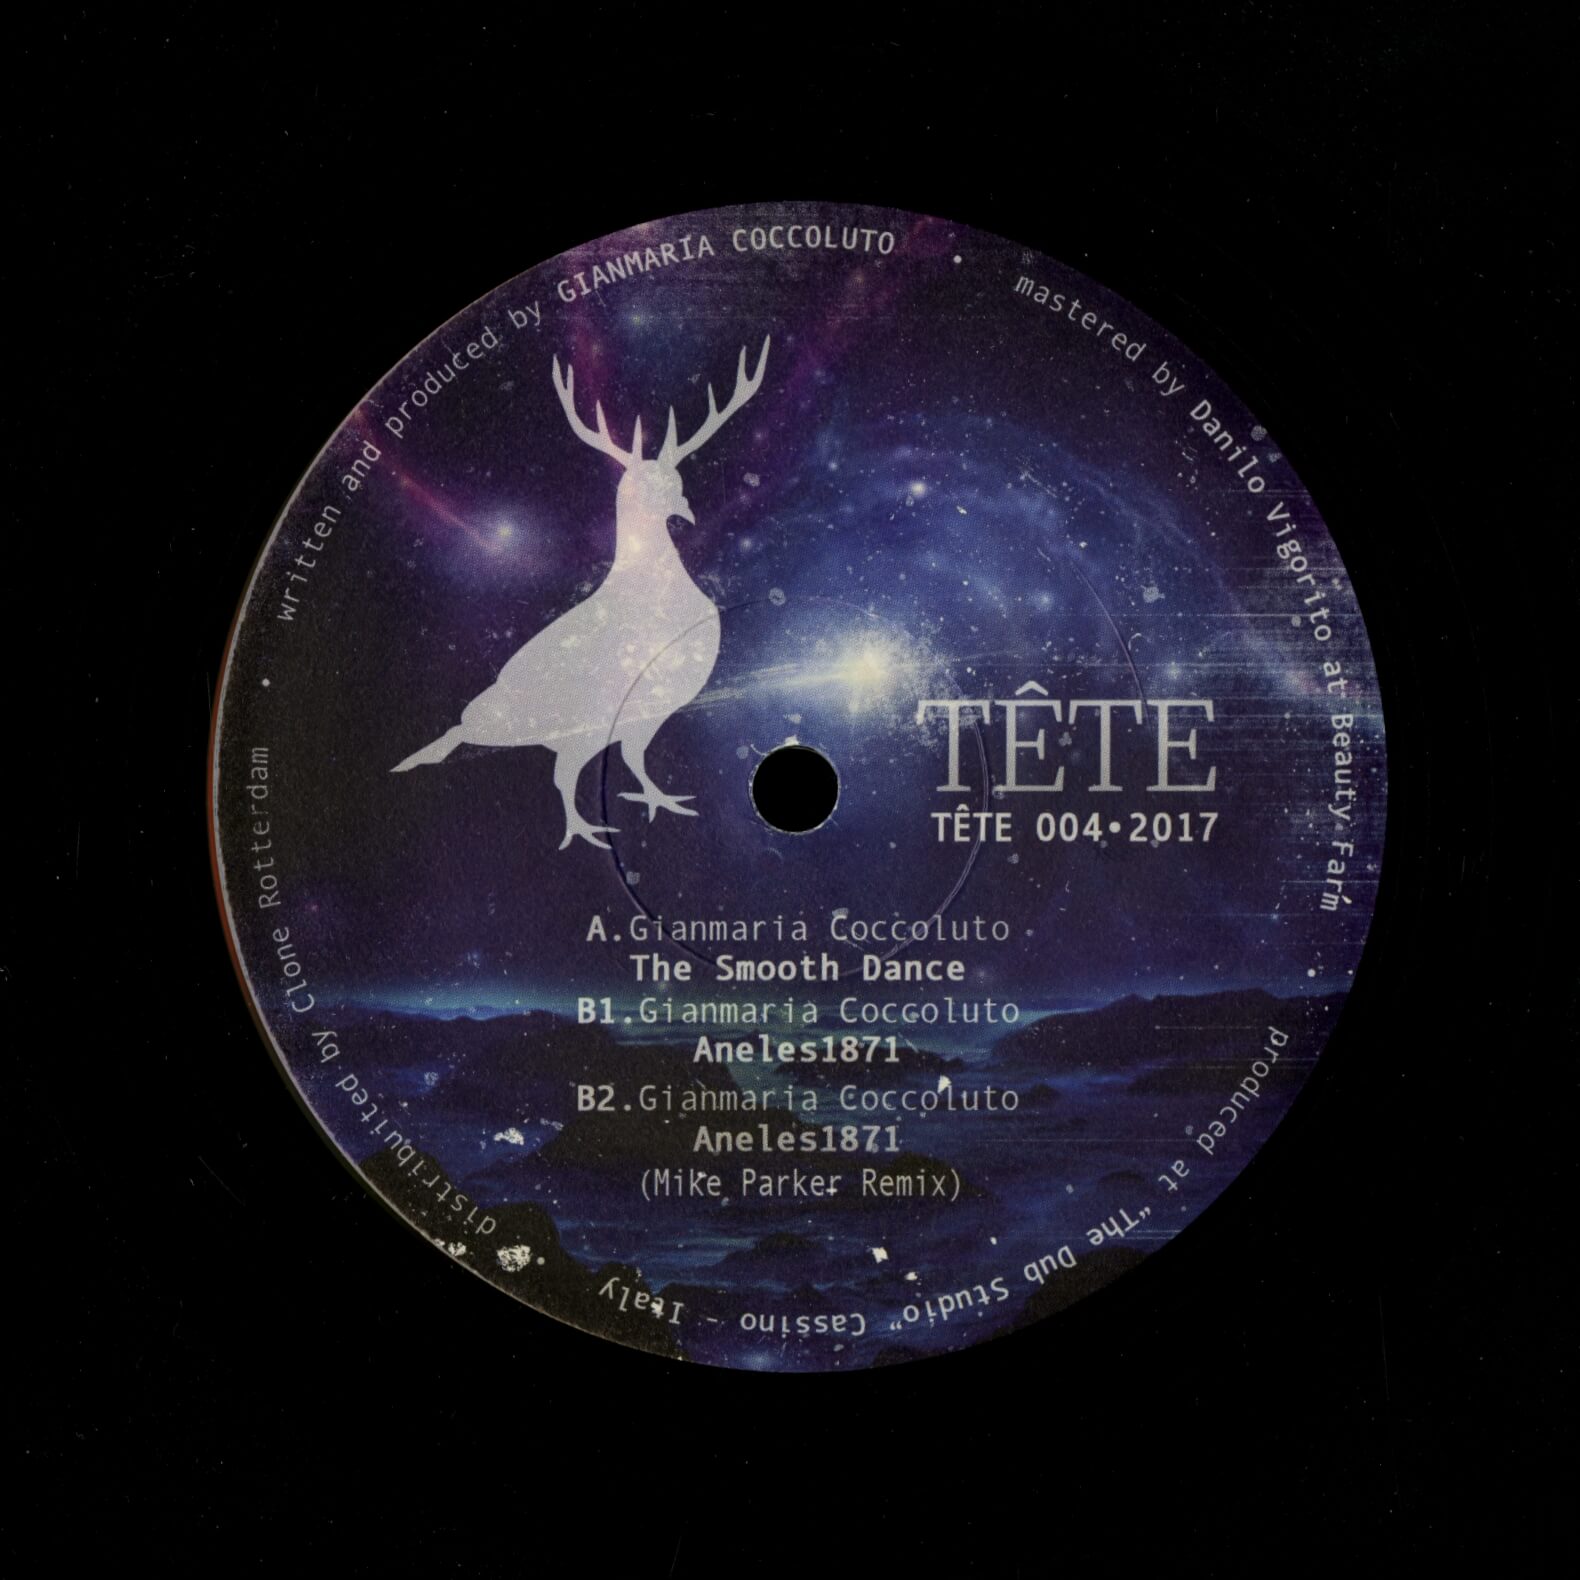 written and produced by GIANMARIA COCCOLUTO • mastered by Danilo Vigorito at Beauty Farm • produced at "The Dub Studio" Cassino - Italy • distributed by Clone Rotterdam •
TÊTE
TÊTE 004•2017
A.Gianmaria Coccoluto
The Smooth Dance
B1.Gianmaria Coccoluto
Aneles1871
B2.Gianmaria Coccoluto
Aneles1871
(Mike Parker Remix)